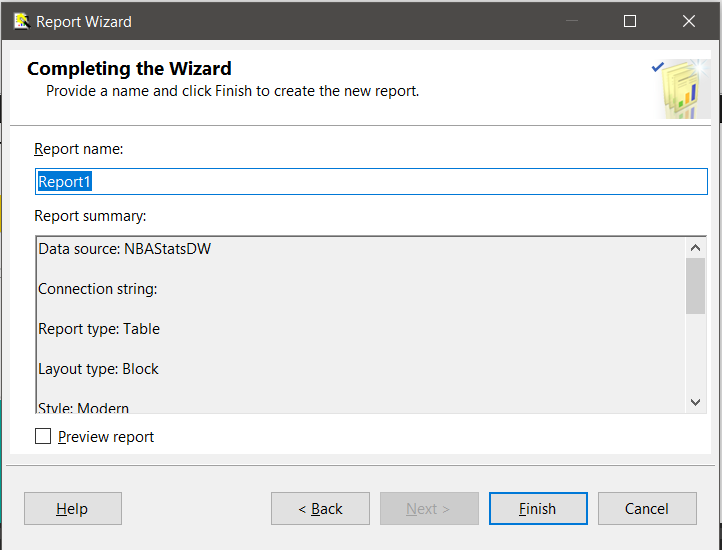 Report Wizard
Completing the Wizard
Provide a name and click Finish to create the new report.
Report name:
Report1
Report summary:
Data source: NBAStatsDW
Connection string:
Report type: Table
Layout type: Block
Style: Modern
Preview report
Help
< Back
Next >
Finish
Cancel